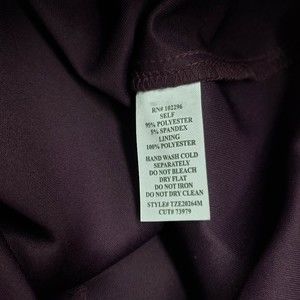 RN# 102296
SELF
95% POLYESTER
5% SPANDEX
LINING
100% POLYESTER
HAND WASH COLD
SEPARATELY
DO NOT BLEACH
DRY FLAT
DO NOT IRON
DO NOT DRY CLEAN
STYLE# TZE20264M
CUT# 73979